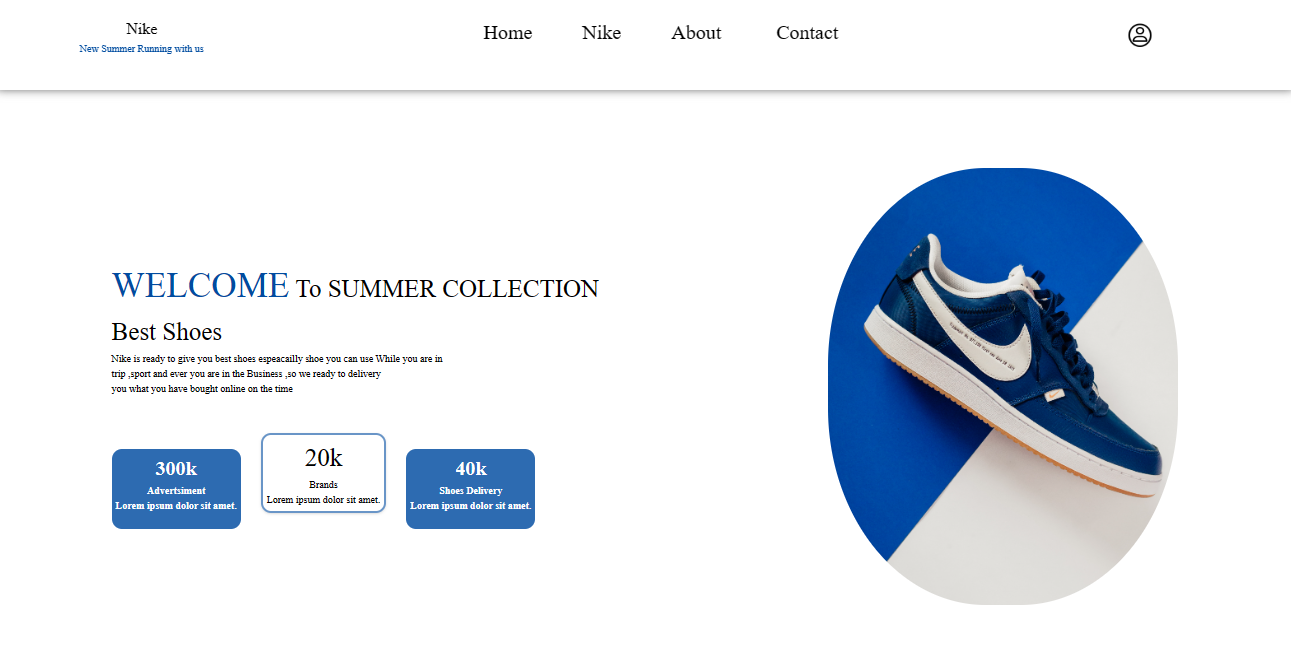 Nike
New Summer Running with us
Home Nike About Contact
WELCOME To SUMMER COLLECTION
Best Shoes
Nike is ready to give you best shoes espeacailly shoe you can use While you are in
trip ,sport and ever you are in the Business ,so we ready to delivery
you what you have bought online on the time
300k
Advertsiment
Lorem ipsum dolor sit amet.
20k
Brands
Lorem ipsum dolor sit amet.
40k
Shoes Delivery
Lorem ipsum dolor sit amet.